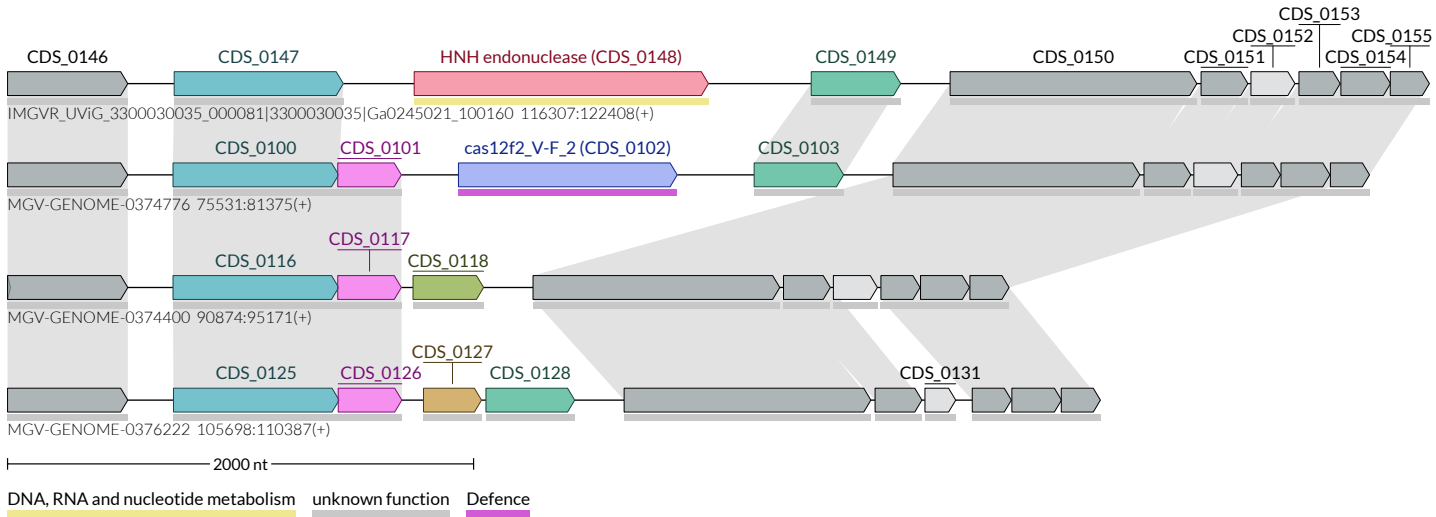 CDS_0153
CDS_0152 CDS_0155
CDS_0146 CDS_0147 HNH endonuclease (CDS_0148) CDS_0149 CDS_0150 CDS_0151 CDS_0154
IMGVR_UViG_3300030035_000081|3300030035|Ga0245021_100160 116307:122408(+)
CDS_0100 CDS_0101 cas12f2_V-F_2 (CDS_0102) CDS_0103
MGV-GENOME-0374776 75531:81375(+)
CDS_0117
CDS_0116 CDS_0118
MGV-GENOME-0374400 90874:95171(+)
CDS_0127
CDS_0125 CDS_0126 CDS_0128 CDS_0131
MGV-GENOME-0376222 105698:110387(+)
2000 nt
DNA, RNA and nucleotide metabolism unknown function Defence